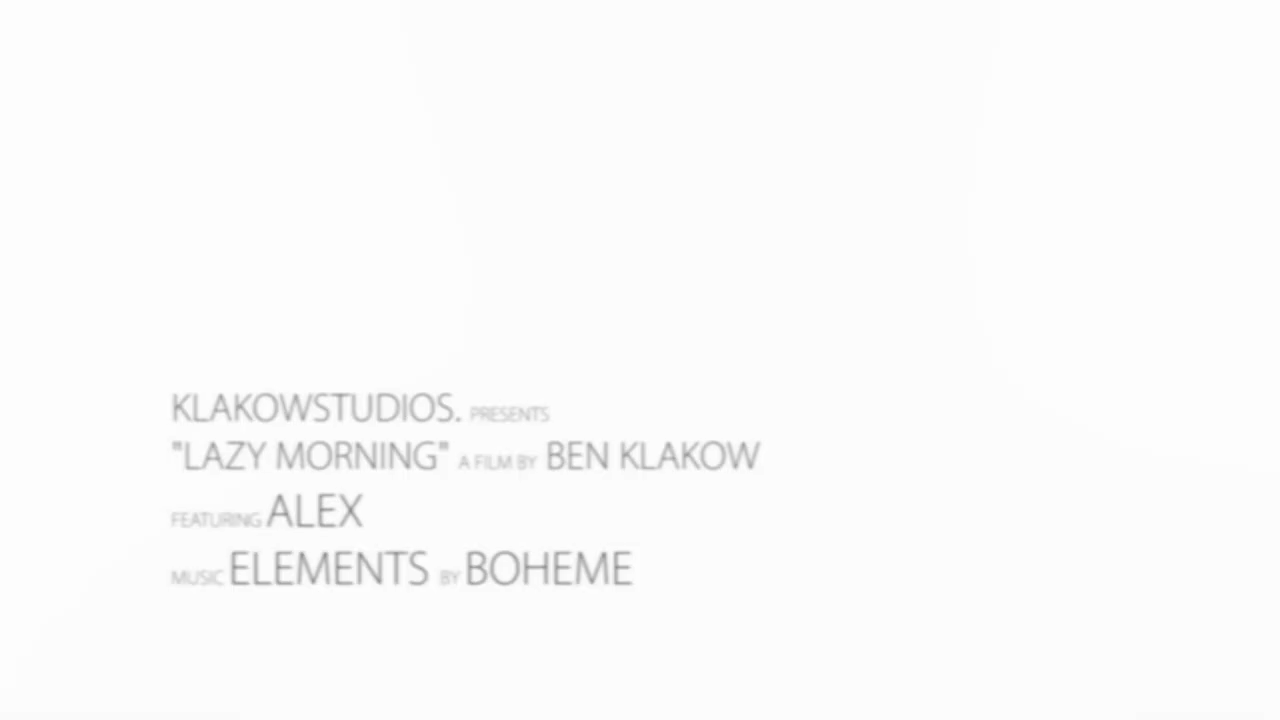 KLAKOWSTUDIOS. PRESENTS
"LAZY MORNING" A FILM BY BEN KLAKOW
FEATURING ALEX
MUSIC ELEMENTS BY BOHEME